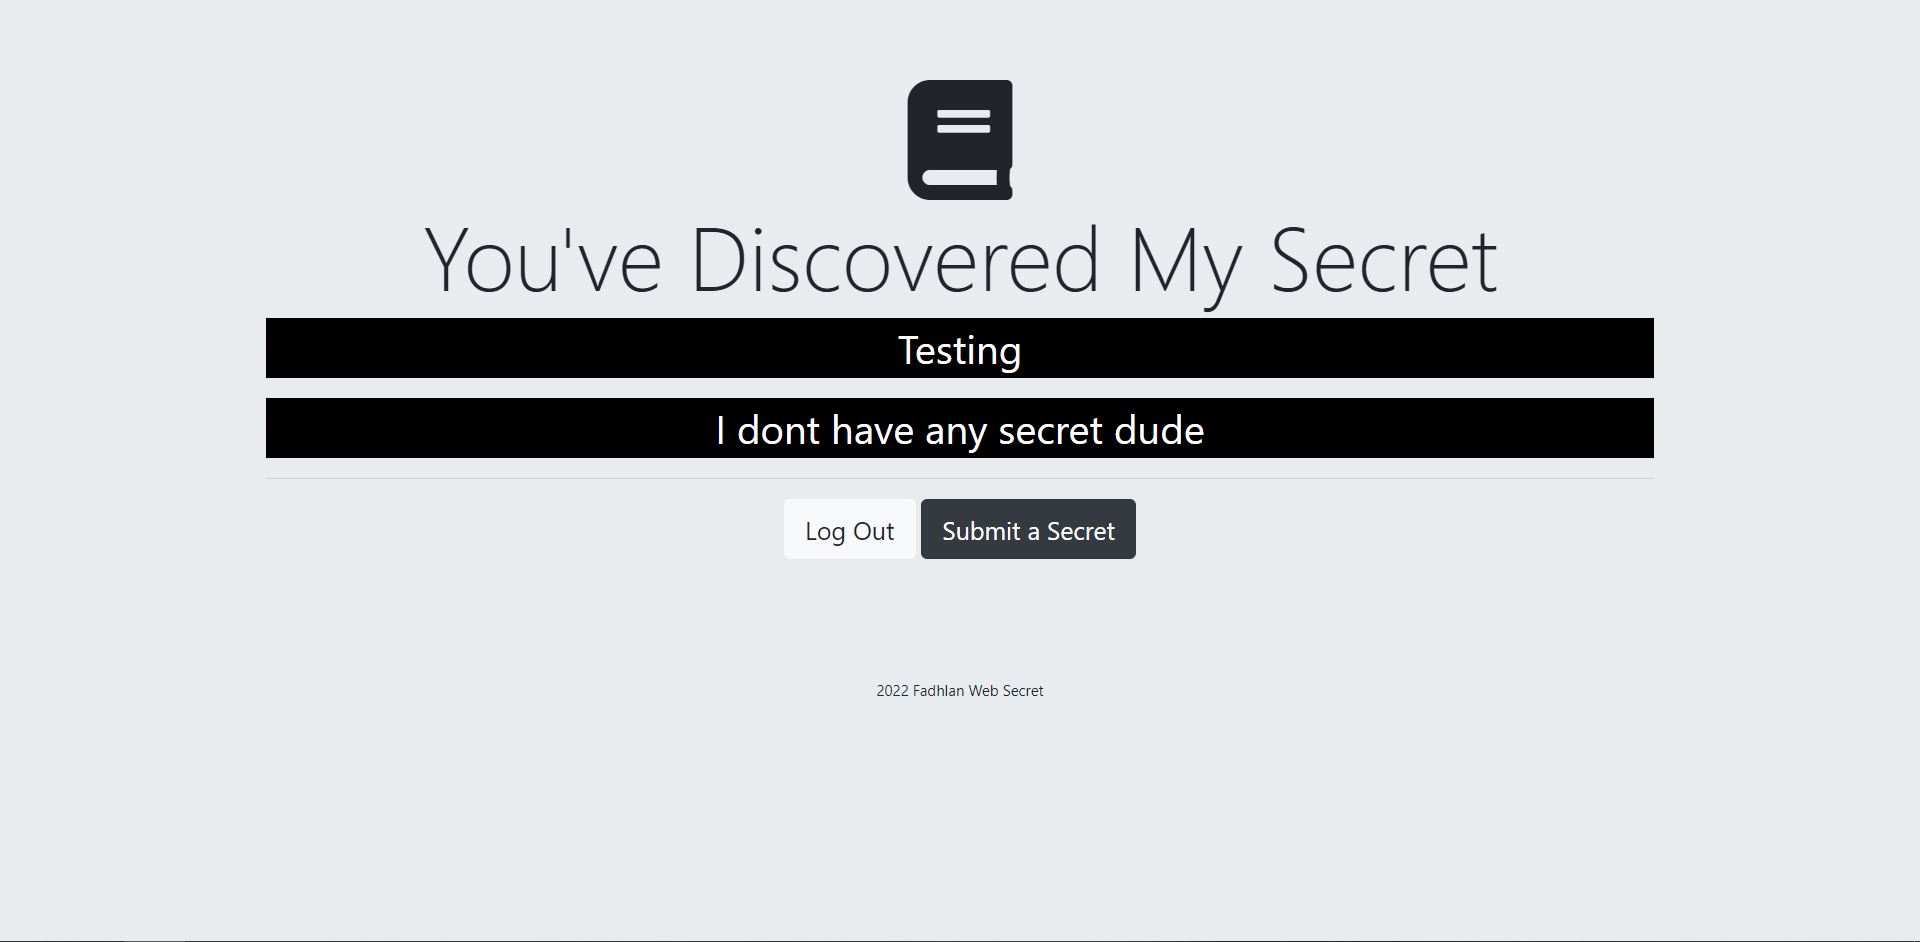 You've Discovered My Secret
Testing
I dont have any secret dude
Log Out Submit a Secret
2022 Fadhlan Web Secret